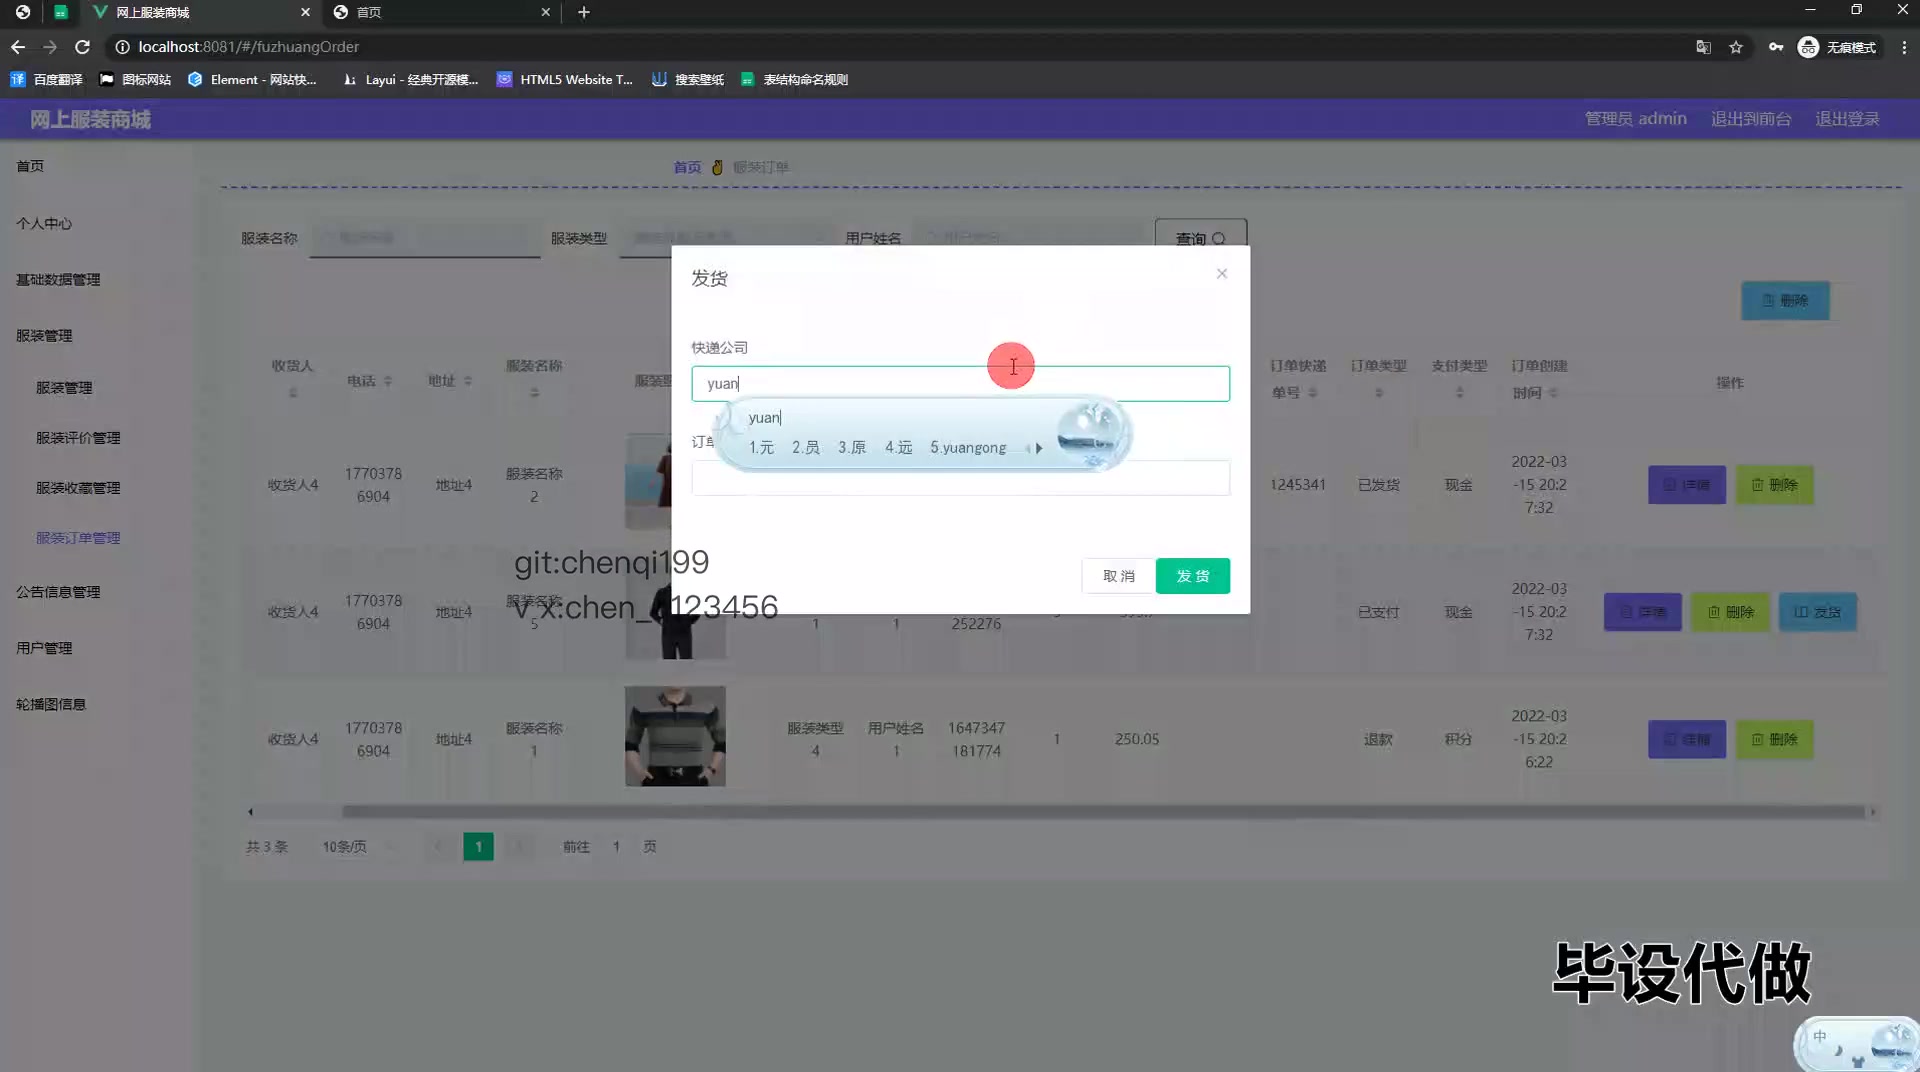 网上服装商城
首页
localhost:8081/#/fuzhuangOrder
无痕模式
百度翻译
图标网站
Element - 网站快...
Layui - 经典开源模...
HTML5 Website T...
搜索壁纸
表结构命名规则
网上服装商城
管理员 admin
退出到前台
退出登录
首页
个人中心
基础数据管理
服装管理
服装管理
服装评价管理
服装收藏管理
服装订单管理
公告信息管理
用户管理
轮播图信息
首页
服装订单
服装名称
服装类型
用户姓名
查询
删除
发货
快递公司
yuan
yuan
1.元 2.员 3.原 4.远 5.yuangong
订单
取 消
发 货
收货人
电话
地址
服装名称
订单快递
单号
订单类型
支付类型
订单创建
时间
操作
收货人4
1770378
6904
地址4
服装名称
2
1245341
已发货
现金
2022-03
-15 20:2
7:32
详情
删除
收货人4
1770378
6904
地址4
服装名称
5
1
1
252276
已支付
现金
2022-03
-15 20:2
7:32
详情
删除
发货
收货人4
1770378
6904
地址4
服装名称
1
服装类型
4
用户姓名
1
1647347
181774
1
250.05
退款
积分
2022-03
-15 20:2
6:22
详情
删除
共 3 条
10条/页
1
前往
1
页
git:chenqi199
123456
毕设代做
中